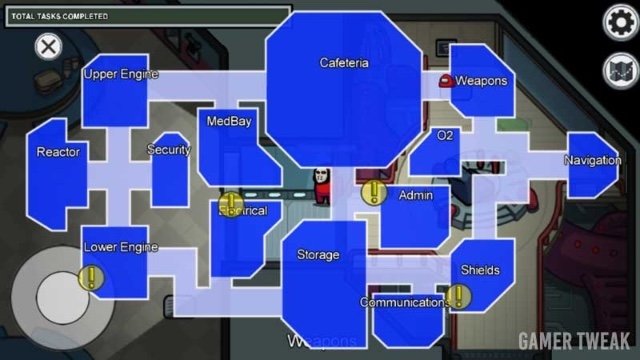 TOTAL TASKS COMPLETED
Cafeteria
Upper Engine
Weapons
MedBay
O2
Reactor
Security
Navigation
Admin
Electrical
Lower Engine
Storage
Shields
Communications
Weapons
GAMER TWEAK